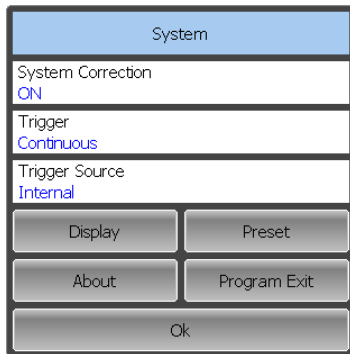 System
System Correction
ON
Trigger
Continuous
Trigger Source
Internal
Display
Preset
About
Program Exit
Ok